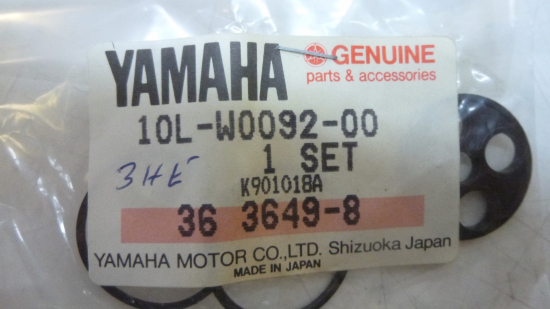 YAMAHA
GENUINE
parts & accessories
10L-W0092-00
1 SET
3HE
K901018A
36 3649-8
YAMAHA MOTOR CO.,LTD. Shizuoka Japan
MADE IN JAPAN